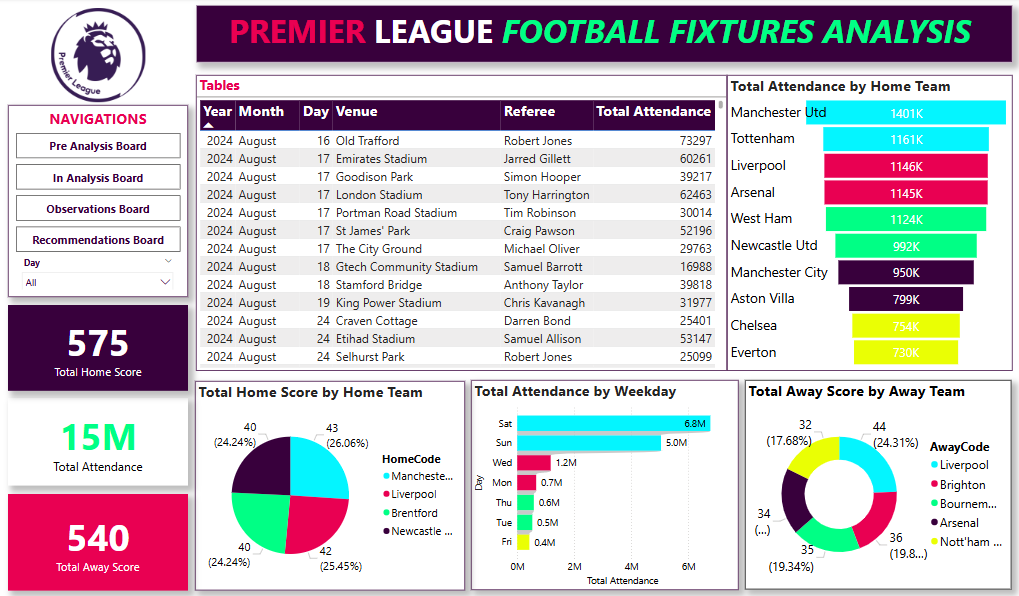 Premier League
PREMIER LEAGUE FOOTBALL FIXTURES ANALYSIS
NAVIGATIONS
Pre Analysis Board
In Analysis Board
Observations Board
Recommendations Board
Day
All
575
Total Home Score
15M
Total Attendance
540
Total Away Score
Tables
Year Month Day Venue Referee Total Attendance
2024 August 16 Old Trafford Robert Jones 73297
2024 August 17 Emirates Stadium Jarred Gillett 60261
2024 August 17 Goodison Park Simon Hooper 39217
2024 August 17 London Stadium Tony Harrington 62463
2024 August 17 Portman Road Stadium Tim Robinson 30014
2024 August 17 St James' Park Craig Pawson 52196
2024 August 17 The City Ground Michael Oliver 29763
2024 August 18 Gtech Community Stadium Samuel Barrott 16988
2024 August 18 Stamford Bridge Anthony Taylor 39818
2024 August 19 King Power Stadium Chris Kavanagh 31977
2024 August 24 Craven Cottage Darren Bond 25401
2024 August 24 Etihad Stadium Samuel Allison 53147
2024 August 24 Selhurst Park Robert Jones 25099
Total Attendance by Home Team
Manchester Utd 1401K
Tottenham 1161K
Liverpool 1146K
Arsenal 1145K
West Ham 1124K
Newcastle Utd 992K
Manchester City 950K
Aston Villa 799K
Chelsea 754K
Everton 730K
Total Home Score by Home Team
40
(24.24%)
43
(26.06%)
40
(24.24%)
42
(25.45%)
HomeCode
Mancheste...
Liverpool
Brentford
Newcastle ...
Total Attendance by Weekday
Day
Sat 6.8M
Sun 5.0M
Wed 1.2M
Mon 0.7M
Thu 0.6M
Tue 0.5M
Fri 0.4M
0M 2M 4M 6M
Total Attendance
Total Away Score by Away Team
32
(17.68%)
44
(24.31%)
34
(...)
35
(19.34%)
36
(19.8...)
AwayCode
Liverpool
Brighton
Bournem...
Arsenal
Nott'ham ...